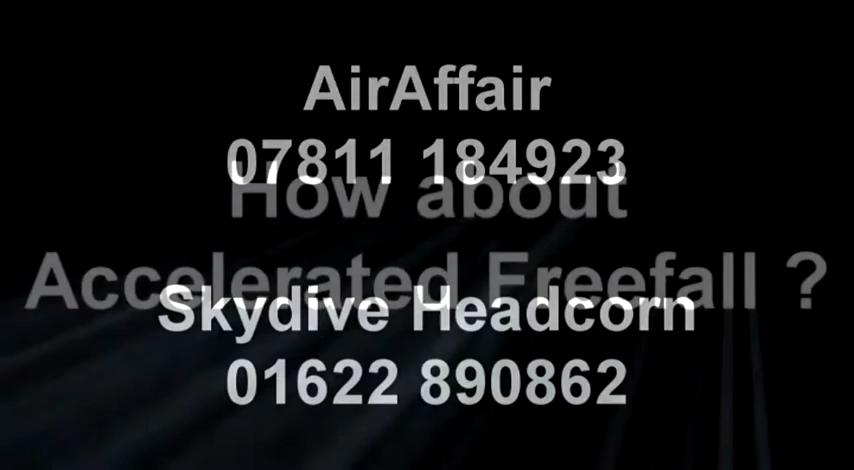 AirAffair
07811 184923
How about
Accelerated Freefall ?
Skydive Headcorn
01622 890862